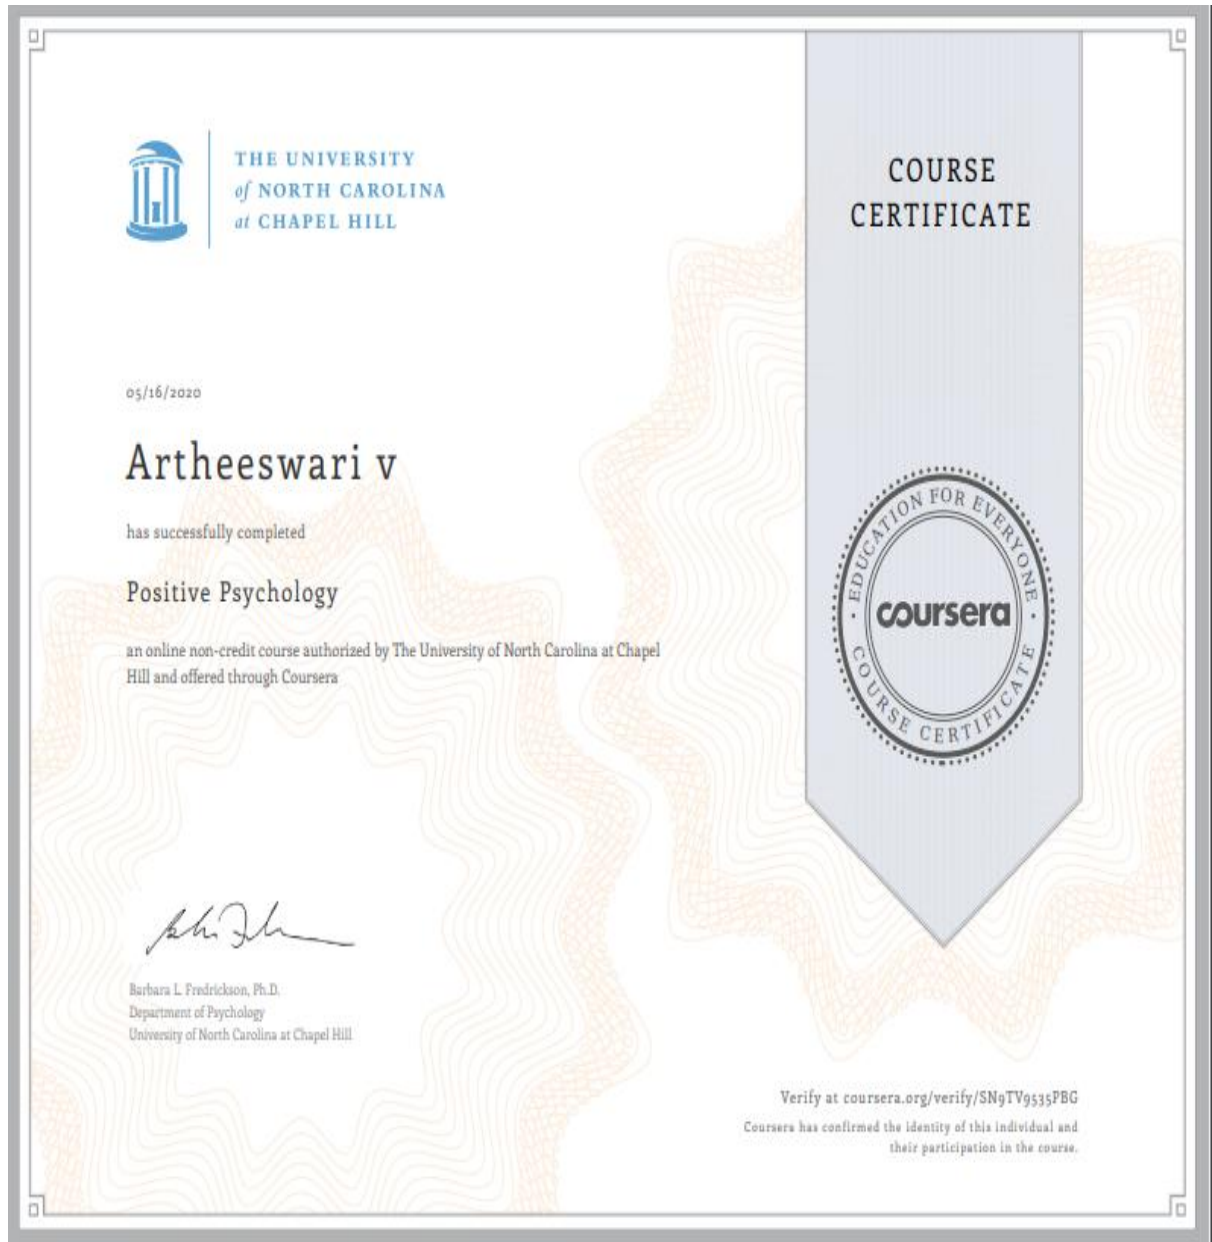 THE UNIVERSITY
of NORTH CAROLINA
at CHAPEL HILL
COURSE
CERTIFICATE
05/16/2020
Artheeswari v
has successfully completed
Positive Psychology
an online non-credit course authorized by The University of North Carolina at Chapel
Hill and offered through Coursera
EDUCATION FOR EVERYONE
coursera
COURSE CERTIFICATE
Barbara L. Fredrickson, Ph.D.
Department of Psychology
University of North Carolina at Chapel Hill
Verify at coursera.org/verify/SN9TV9535PBG
Coursera has confirmed the identity of this individual and
their participation in the course.